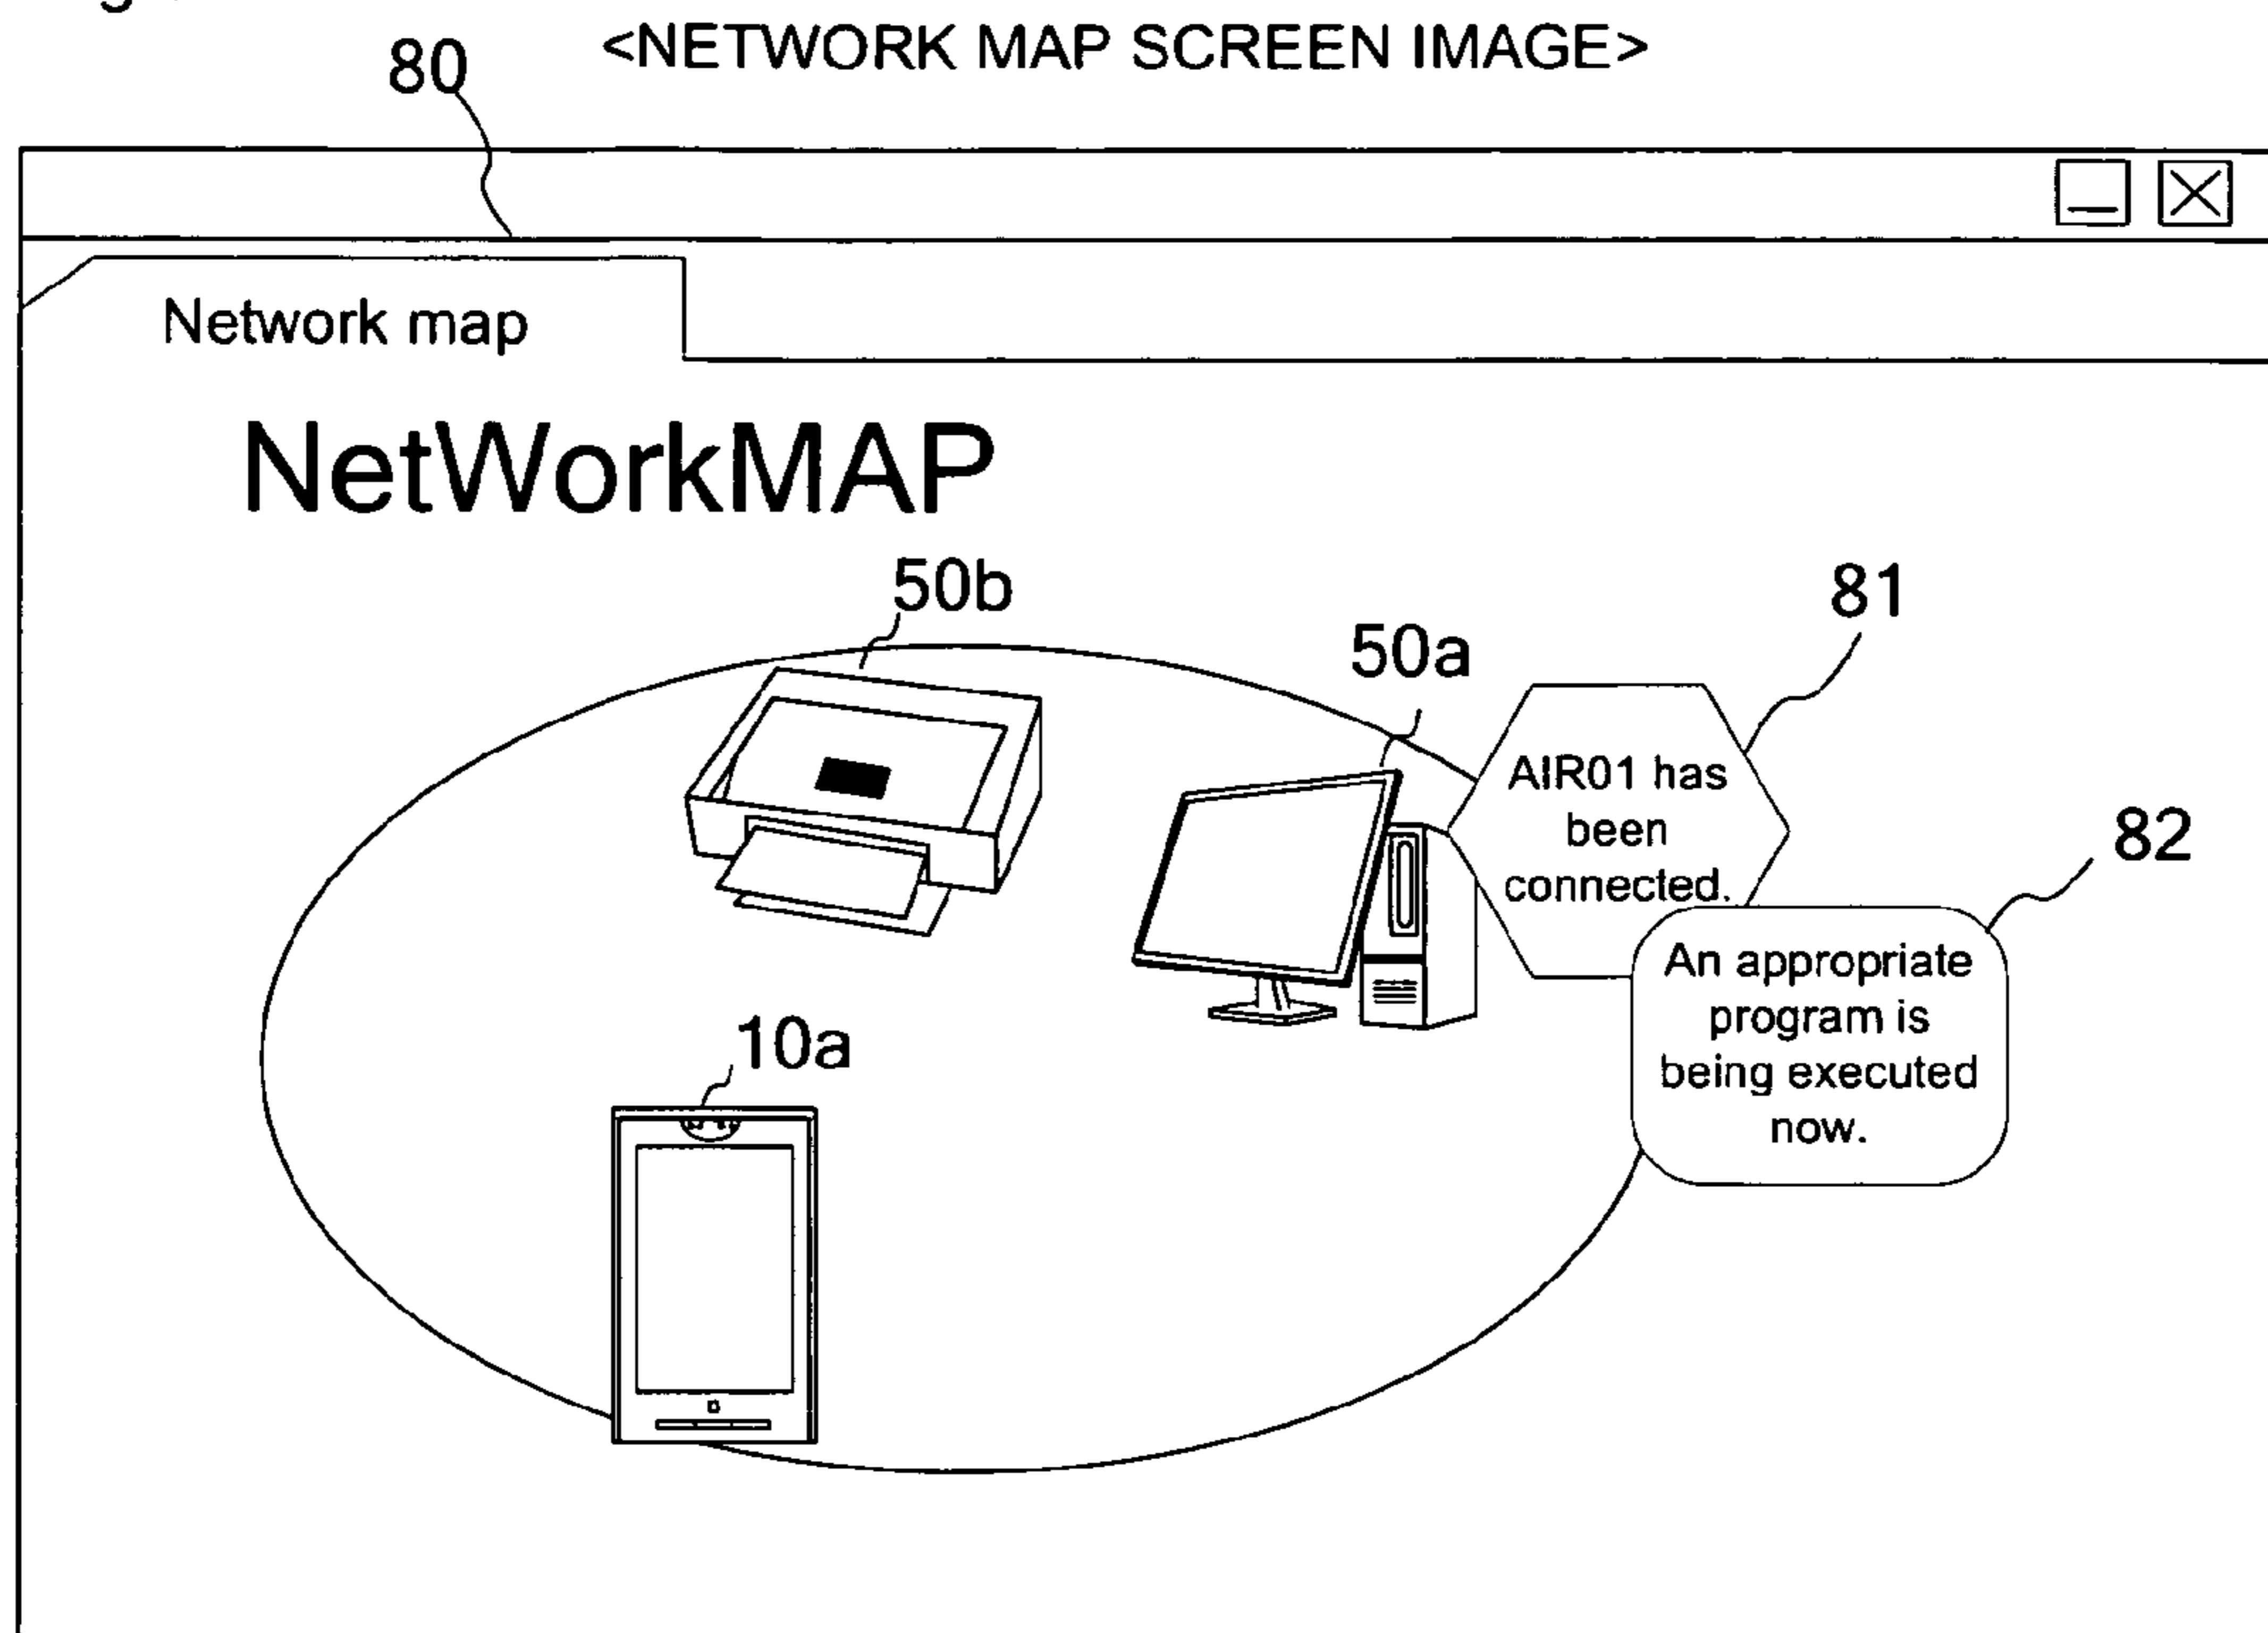 <NETWORK MAP SCREEN IMAGE>
80
Network map
NetWorkMAP
50b
81
50a
AIR01 has
been
connected.
82
An appropriate
program is
being executed
now.
10a